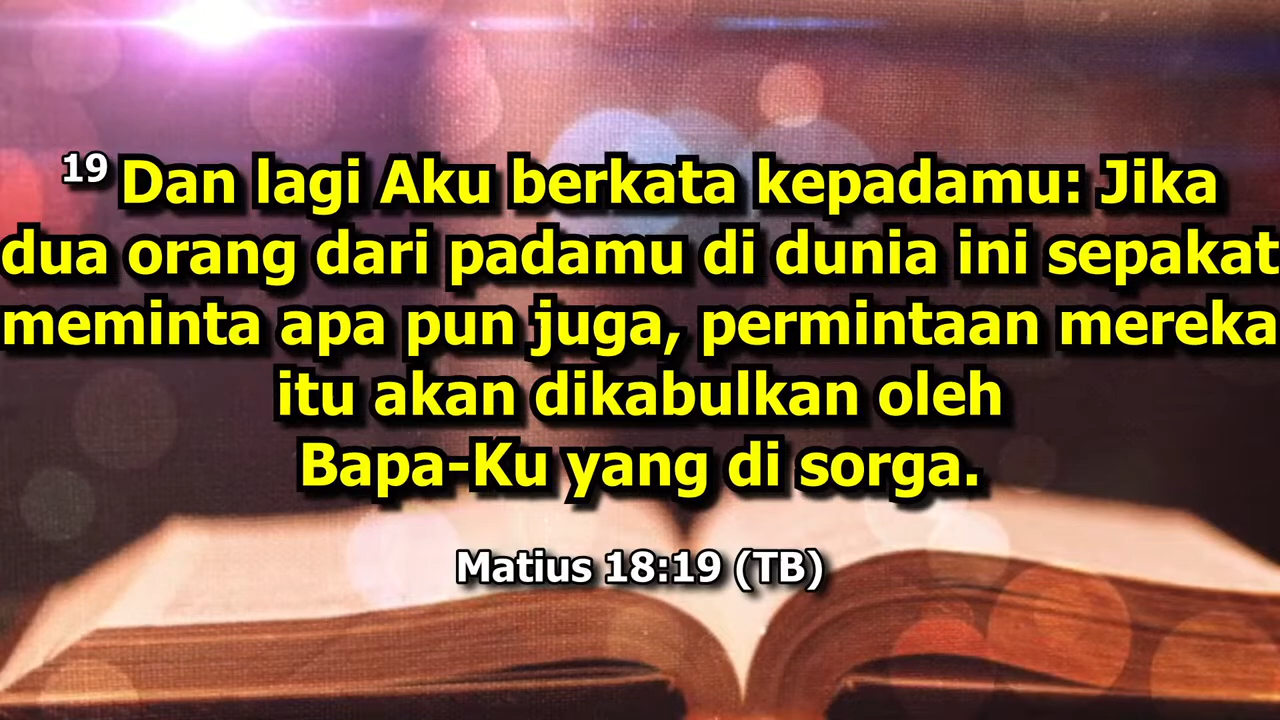 19 Dan lagi Aku berkata kepadamu: Jika
dua orang dari padamu di dunia ini sepakat
meminta apa pun juga, permintaan mereka
itu akan dikabulkan oleh
Bapa-Ku yang di sorga.
Matius 18:19 (TB)